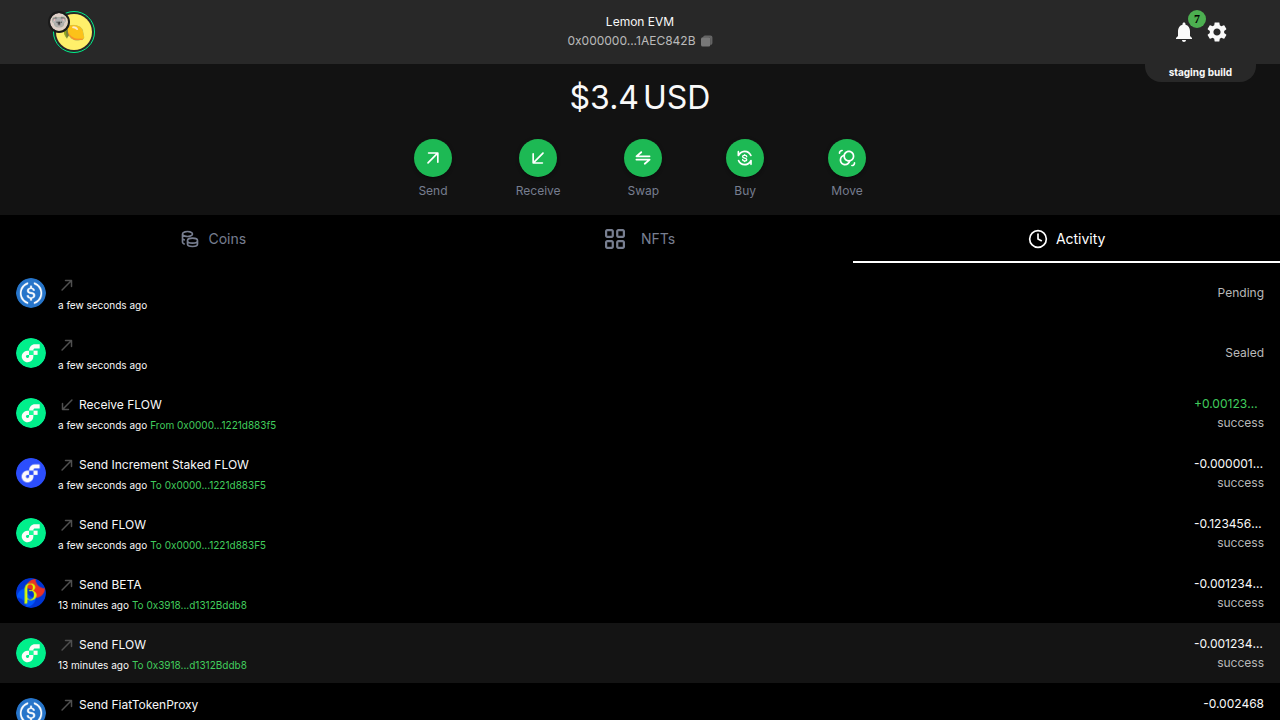 Lemon EVM
0x000000...1AEC842B
7
staging build
$3.4 USD
Send
Receive
Swap
Buy
Move
Coins
NFTs
Activity
a few seconds ago
Pending
a few seconds ago
Sealed
Receive FLOW
+0.00123...
a few seconds ago From 0x0000...1221d883f5
success
Send Increment Staked FLOW
-0.000001...
a few seconds ago To 0x0000...1221d883F5
success
Send FLOW
-0.123456...
a few seconds ago To 0x0000...1221d883F5
success
Send BETA
-0.001234...
13 minutes ago To 0x3918...d1312Bddb8
success
Send FLOW
-0.001234...
13 minutes ago To 0x3918...d1312Bddb8
success
Send FiatTokenProxy
-0.002468